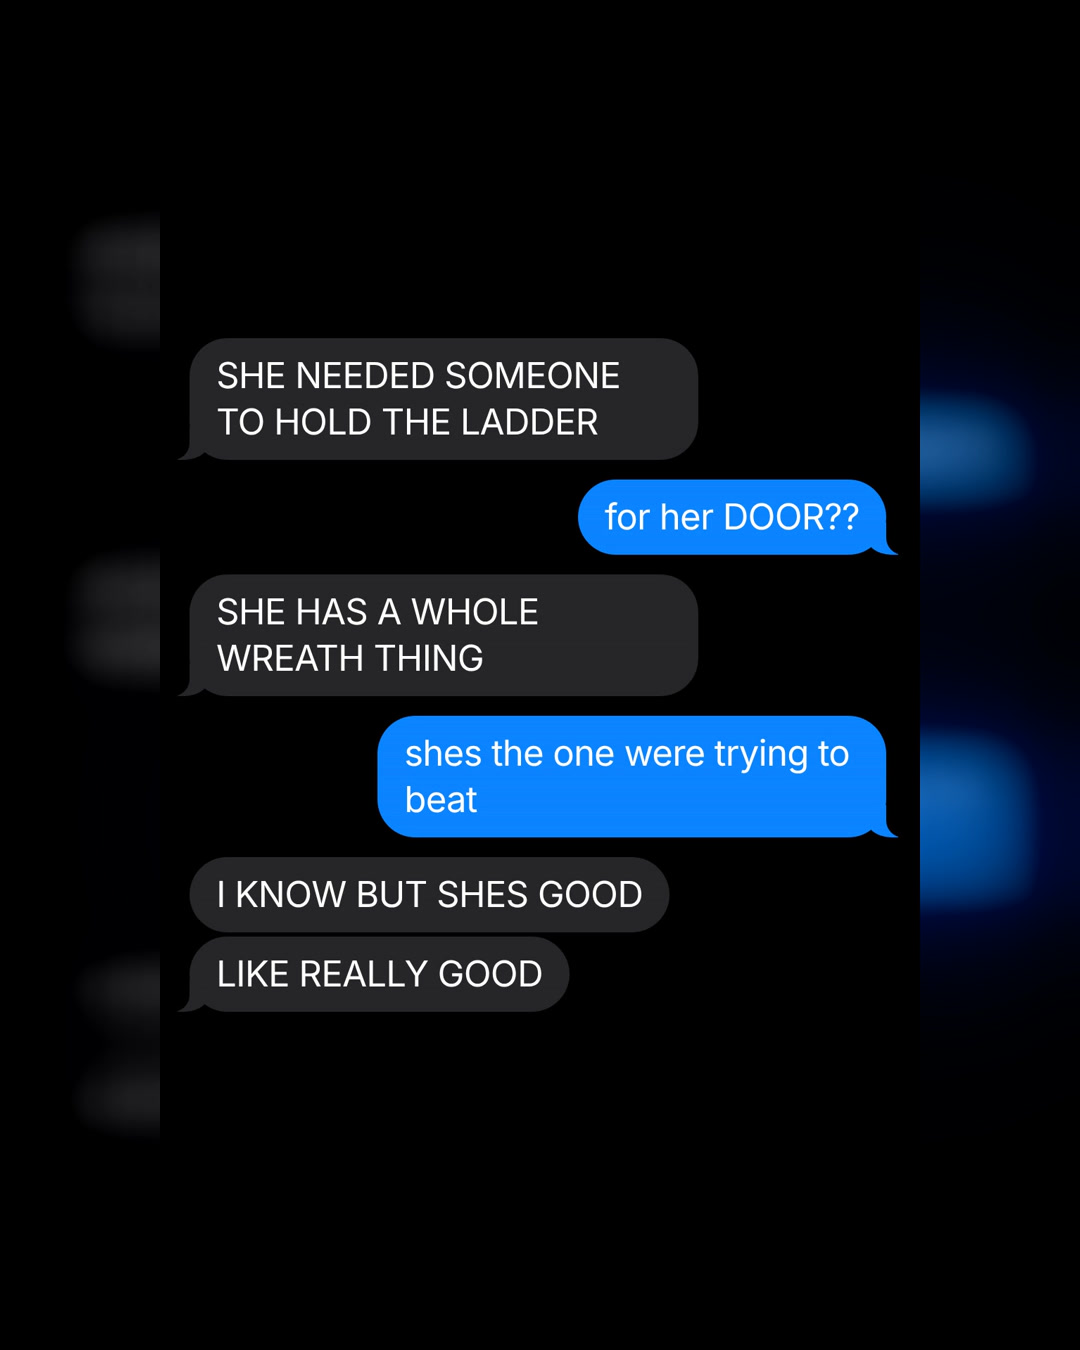 SHE NEEDED SOMEONE
TO HOLD THE LADDER
for her DOOR??
SHE HAS A WHOLE
WREATH THING
shes the one were trying to
beat
I KNOW BUT SHES GOOD
LIKE REALLY GOOD